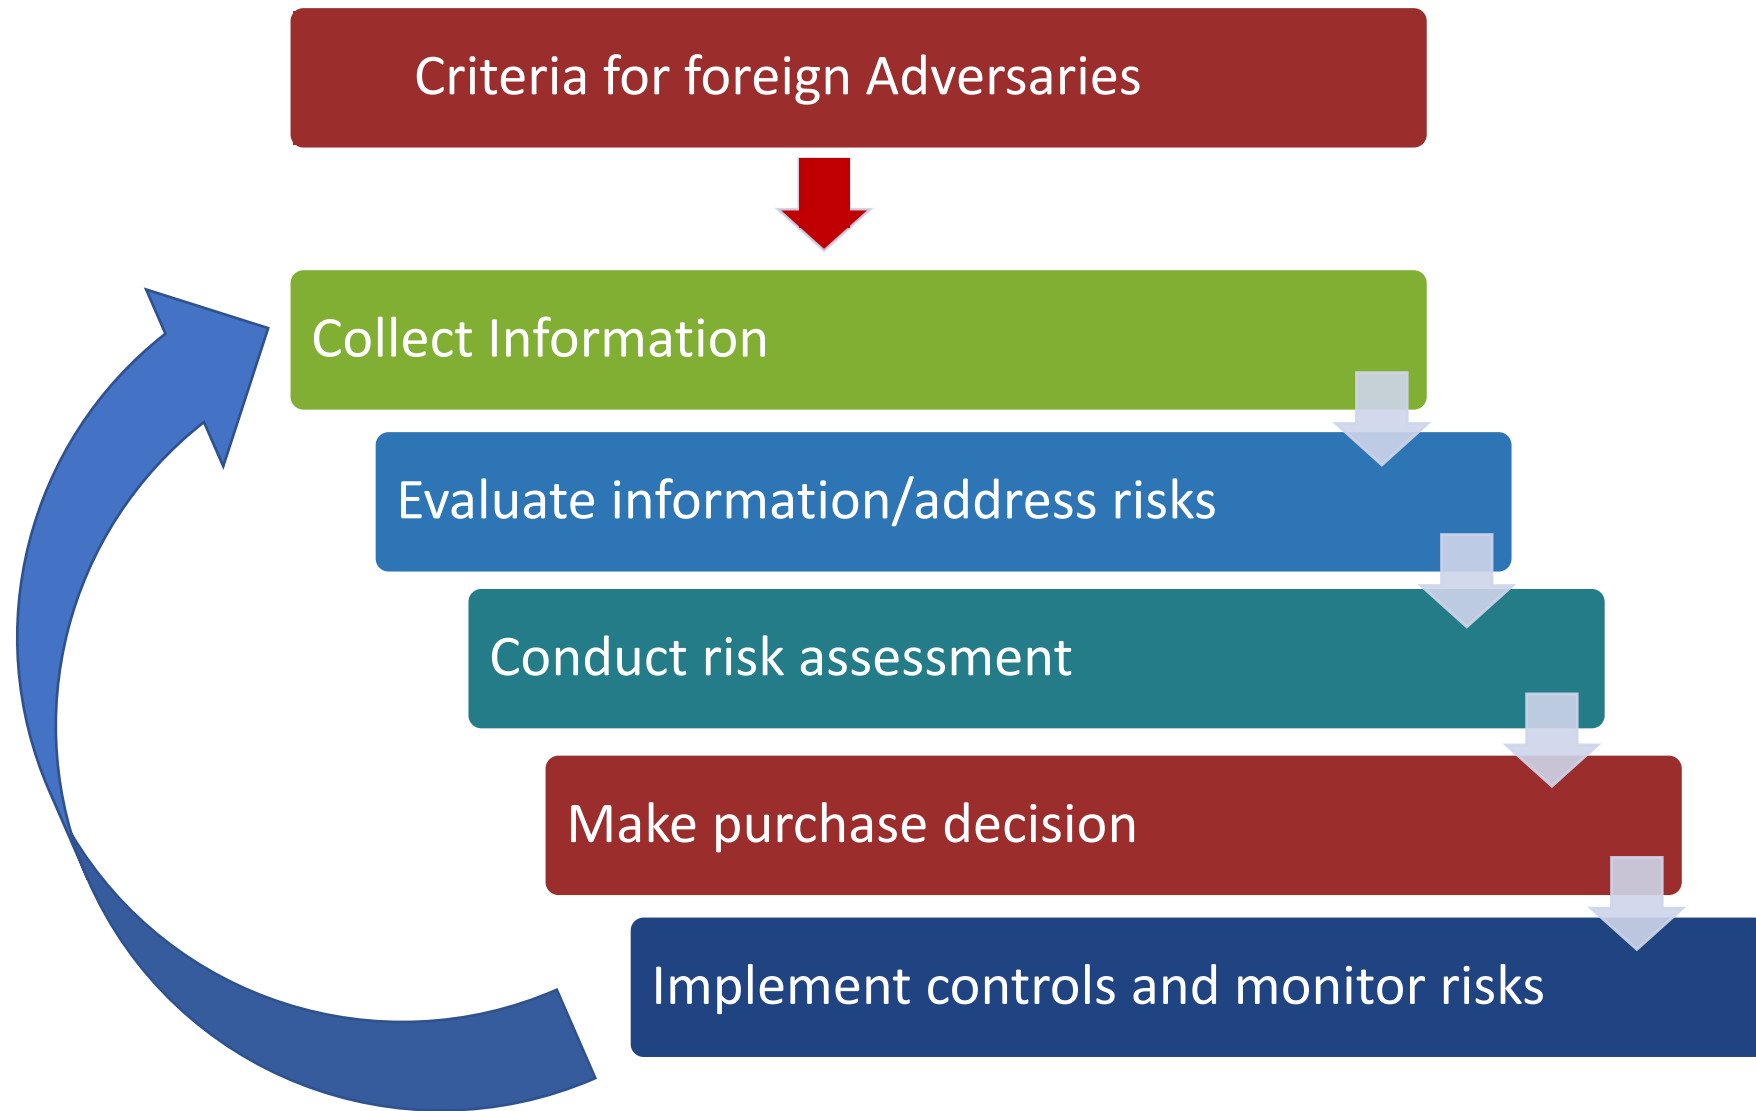 Criteria for foreign Adversaries
Collect Information
Evaluate information/address risks
Conduct risk assessment
Make purchase decision
Implement controls and monitor risks